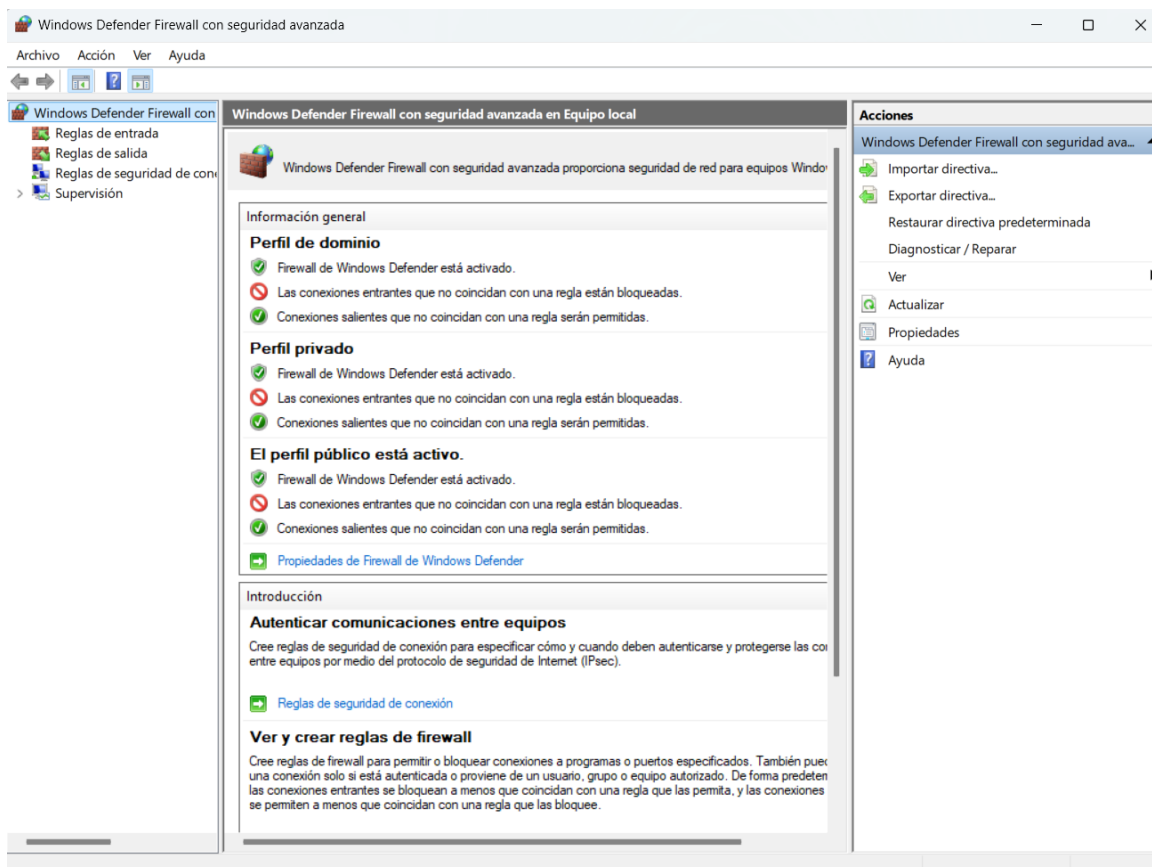 Windows Defender Firewall con seguridad avanzada
Archivo Acción Ver Ayuda
Windows Defender Firewall con
Reglas de entrada
Reglas de salida
Reglas de seguridad de con
Supervisión
Windows Defender Firewall con seguridad avanzada en Equipo local
Windows Defender Firewall con seguridad avanzada proporciona seguridad de red para equipos Windo
Información general
Perfil de dominio
Firewall de Windows Defender está activado.
Las conexiones entrantes que no coincidan con una regla están bloqueadas.
Conexiones salientes que no coincidan con una regla serán permitidas.
Perfil privado
Firewall de Windows Defender está activado.
Las conexiones entrantes que no coincidan con una regla están bloqueadas.
Conexiones salientes que no coincidan con una regla serán permitidas.
El perfil público está activo.
Firewall de Windows Defender está activado.
Las conexiones entrantes que no coincidan con una regla están bloqueadas.
Conexiones salientes que no coincidan con una regla serán permitidas.
Propiedades de Firewall de Windows Defender
Introducción
Autenticar comunicaciones entre equipos
Cree reglas de seguridad de conexión para especificar cómo y cuando deben autenticarse y protegerse las co
entre equipos por medio del protocolo de seguridad de Internet (IPsec).
Reglas de seguridad de conexión
Ver y crear reglas de firewall
Cree reglas de firewall para permitir o bloquear conexiones a programas o puertos especificados. También pued
una conexión solo si está autenticada o proviene de un usuario, grupo o equipo autorizado. De forma predeten
las conexiones entrantes se bloquean a menos que coincidan con una regla que las permita, y las conexiones
se permiten a menos que coincidan con una regla que las bloquee.
Acciones
Windows Defender Firewall con seguridad ava...
Importar directiva...
Exportar directiva...
Restaurar directiva predeterminada
Diagnosticar / Reparar
Ver
Actualizar
Propiedades
Ayuda